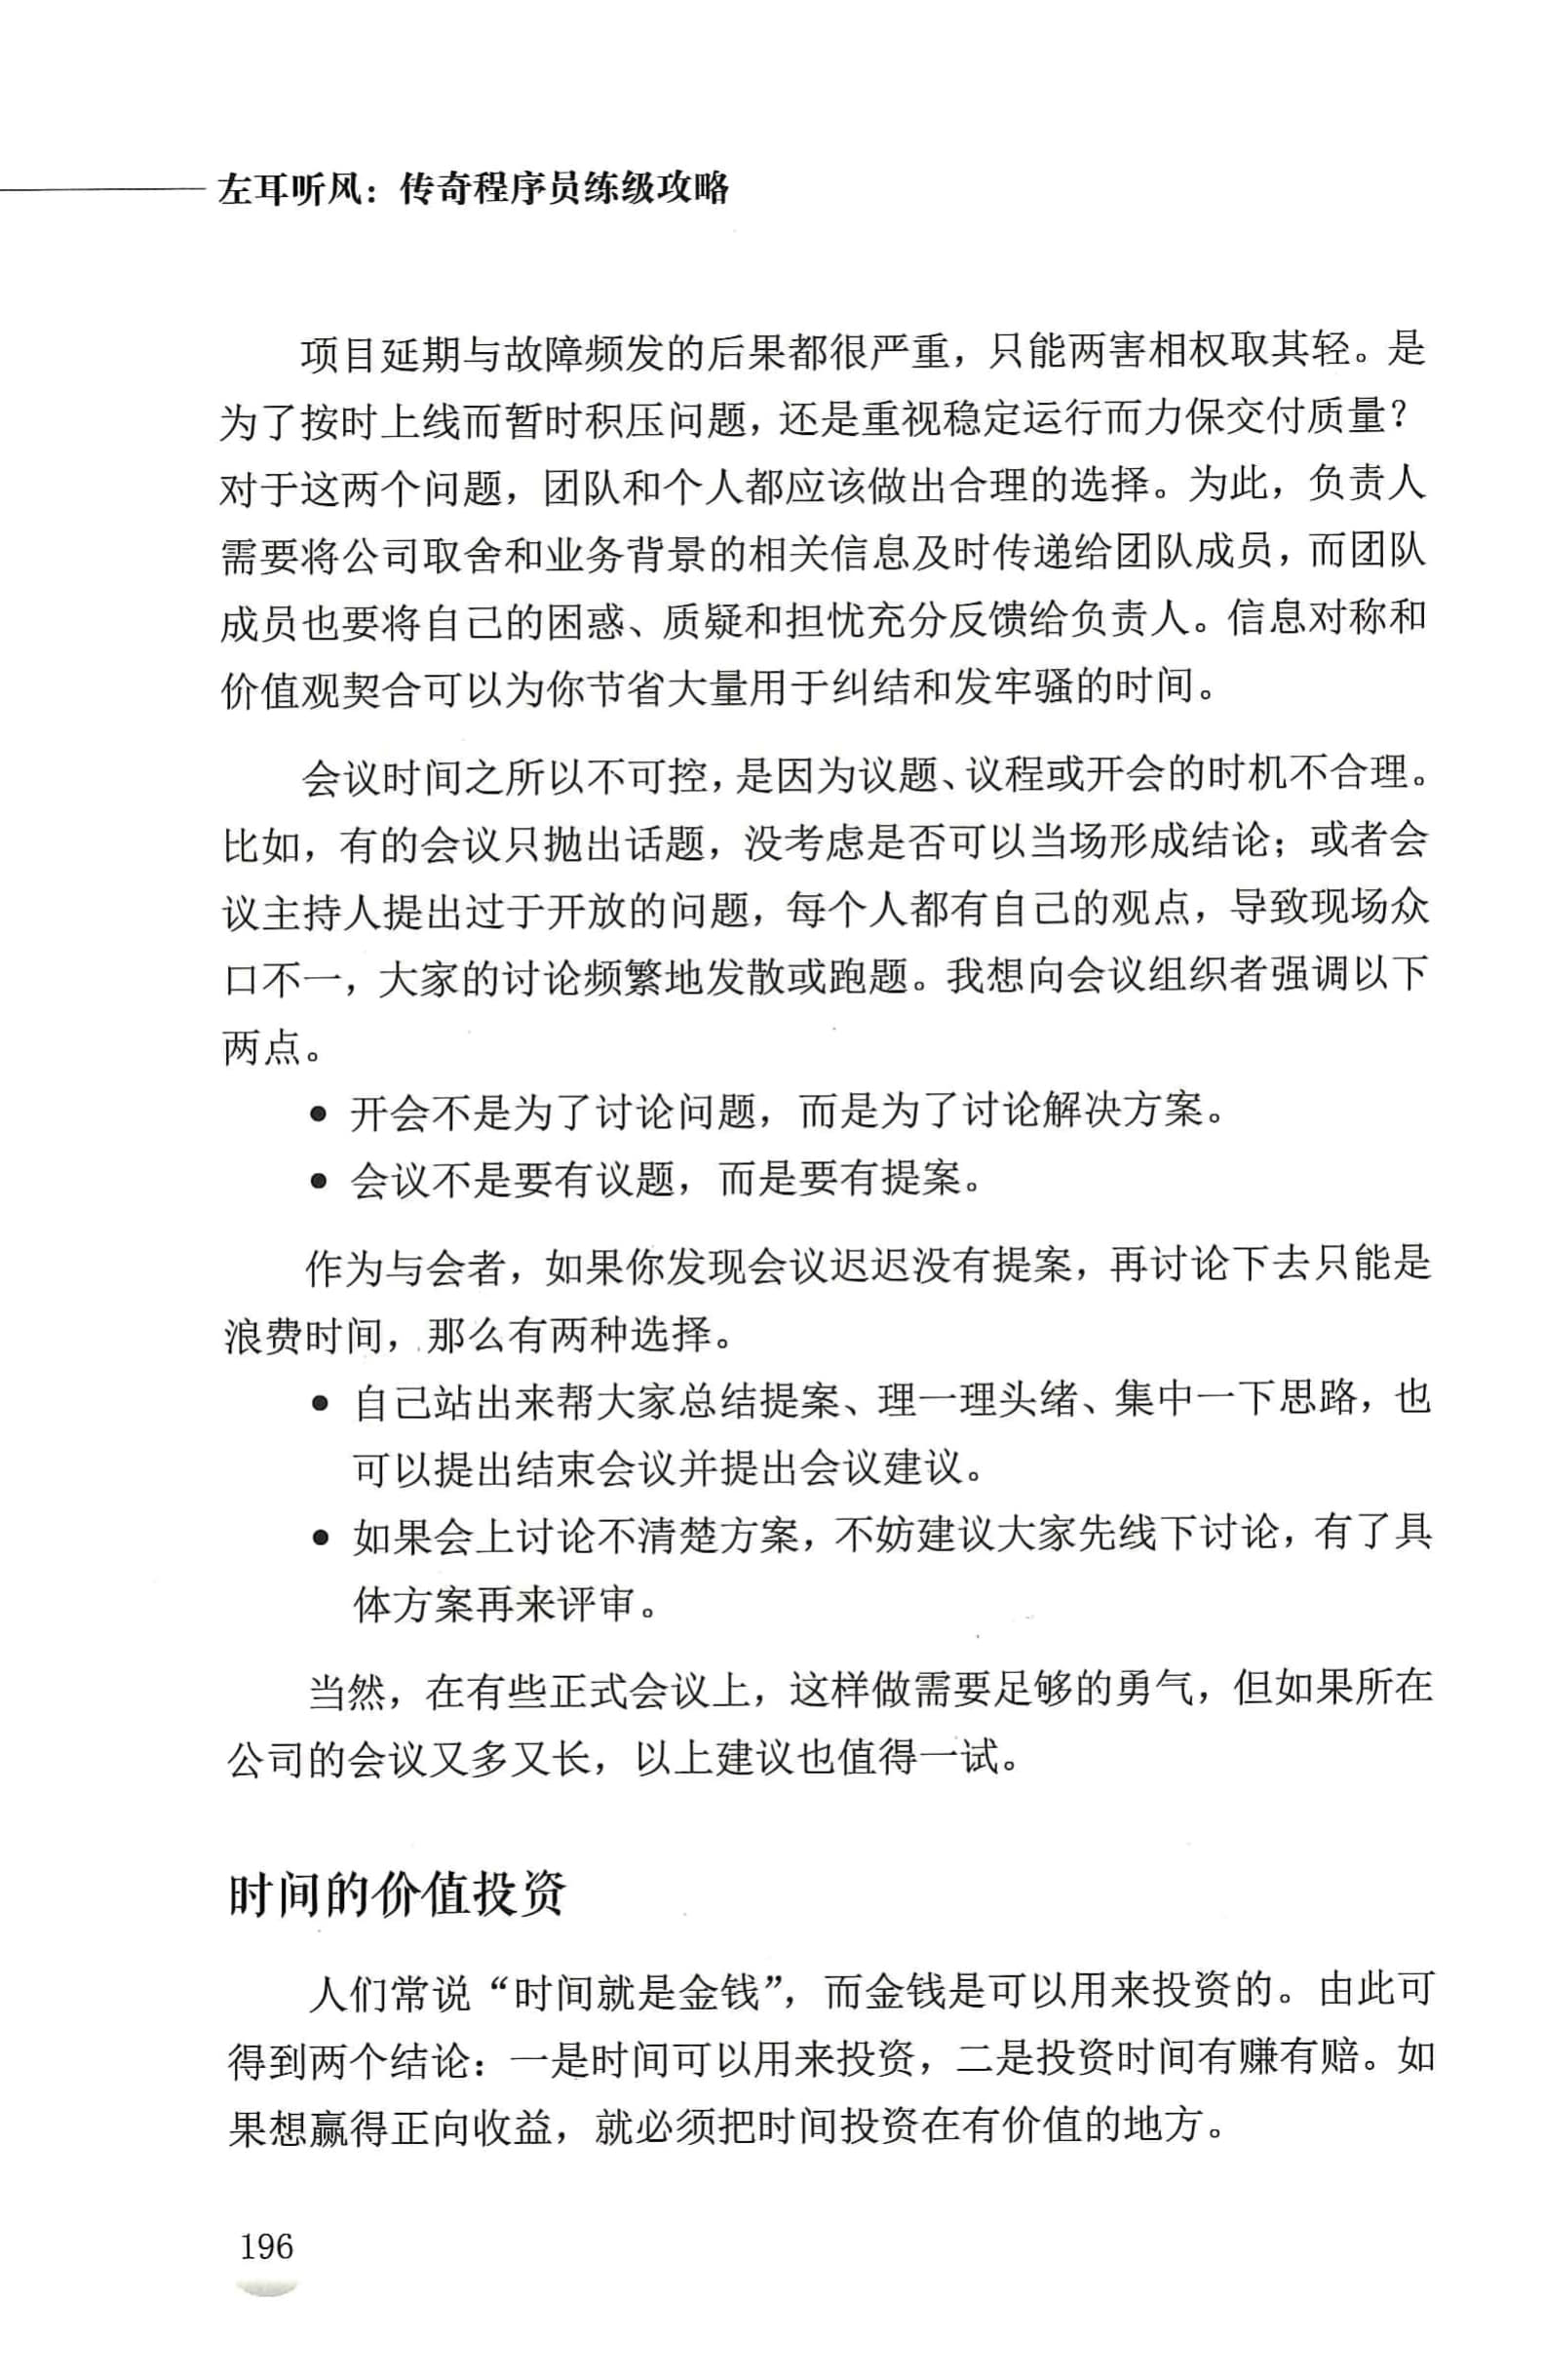 左耳听风：传奇程序员练级攻略
项目延期与故障频发的后果都很严重，只能两害相权取其轻。是
为了按时上线而暂时积压问题，还是重视稳定运行而力保交付质量？
对于这两个问题，团队和个人都应该做出合理的选择。为此，负责人
需要将公司取舍和业务背景的相关信息及时传递给团队成员，而团队
成员也要将自己的困惑、质疑和担忧充分反馈给负责人。信息对称和
价值观契合可以为你节省大量用于纠结和发牢骚的时间。
会议时间之所以不可控，是因为议题、议程或开会的时机不合理。
比如，有的会议只抛出话题，没考虑是否可以当场形成结论；或者会
议主持人提出过于开放的问题，每个人都有自己的观点，导致现场众
口不一，大家的讨论频繁地发散或跑题。我想向会议组织者强调以下
两点。
● 开会不是为了讨论问题，而是为了讨论解决方案。
● 会议不是要有议题，而是要有提案。
作为与会者，如果你发现会议迟迟没有提案，再讨论下去只能是
浪费时间，那么有两种选择。
● 自己站出来帮大家总结提案、理一理头绪、集中一下思路，也
可以提出结束会议并提出会议建议。
● 如果会上讨论不清楚方案，不妨建议大家先线下讨论，有了具
体方案再来评审。
当然，在有些正式会议上，这样做需要足够的勇气，但如果所在
公司的会议又多又长，以上建议也值得一试。
时间的价值投资
人们常说“时间就是金钱”，而金钱是可以用来投资的。由此可
得到两个结论：一是时间可以用来投资，二是投资时间有赚有赔。如
果想赢得正向收益，就必须把时间投资在有价值的地方。
196